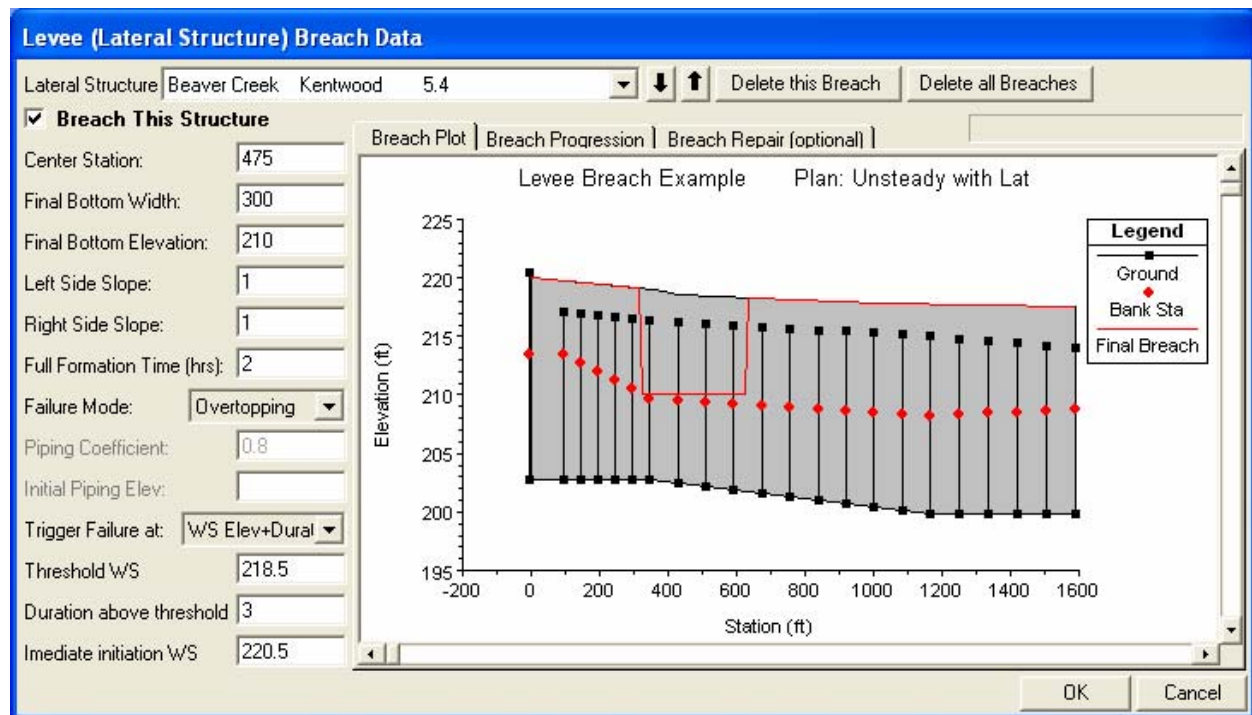 Levee (Lateral Structure) Breach Data
Lateral Structure Beaver Creek Kentwood 5.4 Delete this Breach Delete all Breaches
Breach This Structure
Center Station: 475
Final Bottom Width: 300
Final Bottom Elevation: 210
Left Side Slope: 1
Right Side Slope: 1
Full Formation Time (hrs): 2
Failure Mode: Overtopping
Piping Coefficient: 0.8
Initial Piping Elev:
Trigger Failure at: WS Elev+Durat
Threshold WS 218.5
Duration above threshold 3
Imediate initiation WS 220.5
Breach Plot Breach Progression Breach Repair (optional)
Levee Breach Example Plan: Unsteady with Lat
225
220
215
210
205
200
195
Elevation (ft)
-200 0 200 400 600 800 1000 1200 1400 1600
Station (ft)
Legend
Ground
Bank Sta
Final Breach
OK Cancel